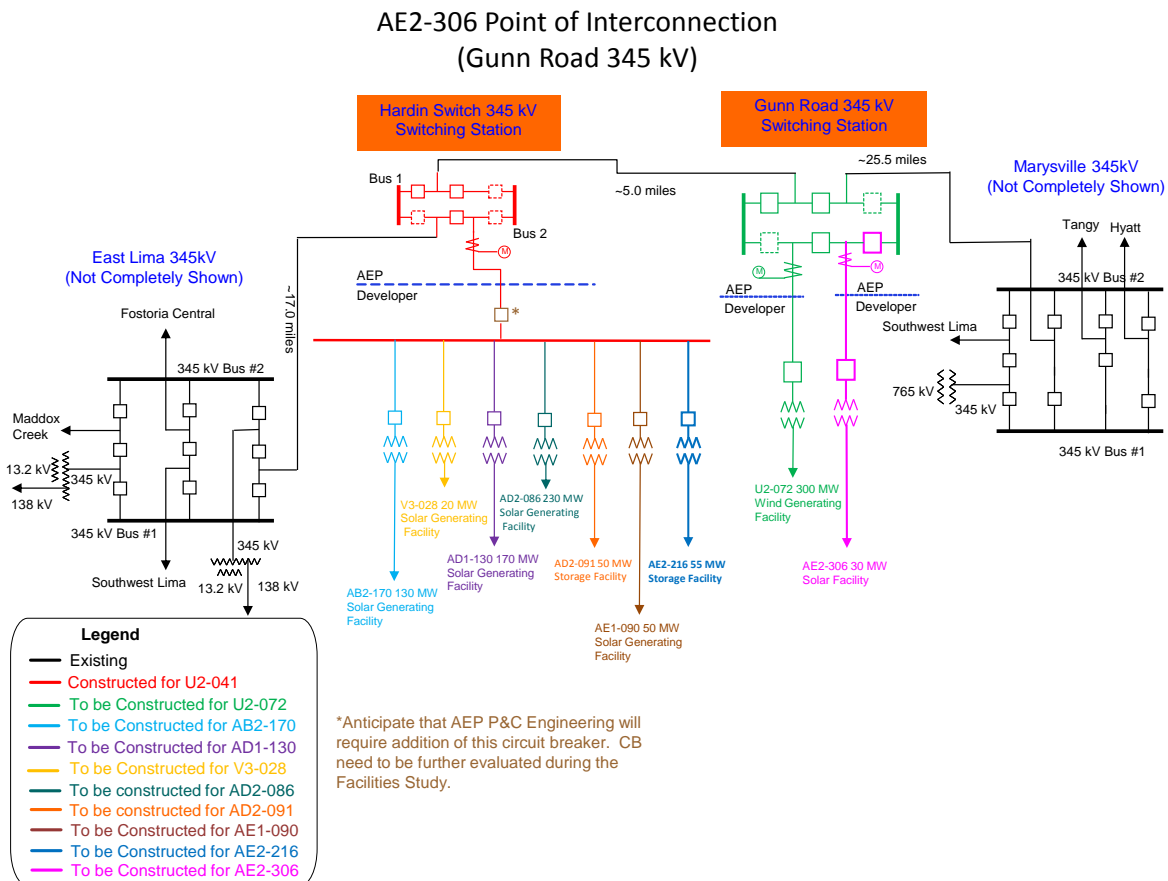 AE2-306 Point of Interconnection
(Gunn Road 345 kV)
Hardin Switch 345 kV
Switching Station
Gunn Road 345 kV
Switching Station
~25.5 miles
Marysville 345kV
(Not Completely Shown)
Bus 1
~5.0 miles
Bus 2
M
Tangy
Hyatt
East Lima 345kV
(Not Completely Shown)
M
M
AEP
Developer
AEP
Developer
AEP
Developer
345 kV Bus #2
~17.0 miles
Fostoria Central
*
Southwest Lima
345 kV Bus #2
765 kV
345 kV
Maddox
Creek
13.2 kV
345 kV
138 kV
345 kV Bus #1
345 kV Bus #1
345 kV
Southwest Lima
13.2 kV
138 kV
V3-028 20 MW
Solar Generating
Facility
AD2-086 230 MW
Solar Generating
Facility
U2-072 300 MW
Wind Generating
Facility
AD1-130 170 MW
Solar Generating
Facility
AD2-091 50 MW
Storage Facility
AE2-216 55 MW
Storage Facility
AE2-306 30 MW
Solar Facility
AB2-170 130 MW
Solar Generating
Facility
AE1-090 50 MW
Solar Generating
Facility
Legend
Existing
Constructed for U2-041
To be Constructed for U2-072
To be Constructed for AB2-170
To be Constructed for AD1-130
To be Constructed for V3-028
To be constructed for AD2-086
To be constructed for AD2-091
To be Constructed for AE1-090
To be Constructed for AE2-216
To be Constructed for AE2-306
*Anticipate that AEP P&C Engineering will
require addition of this circuit breaker. CB
need to be further evaluated during the
Facilities Study.